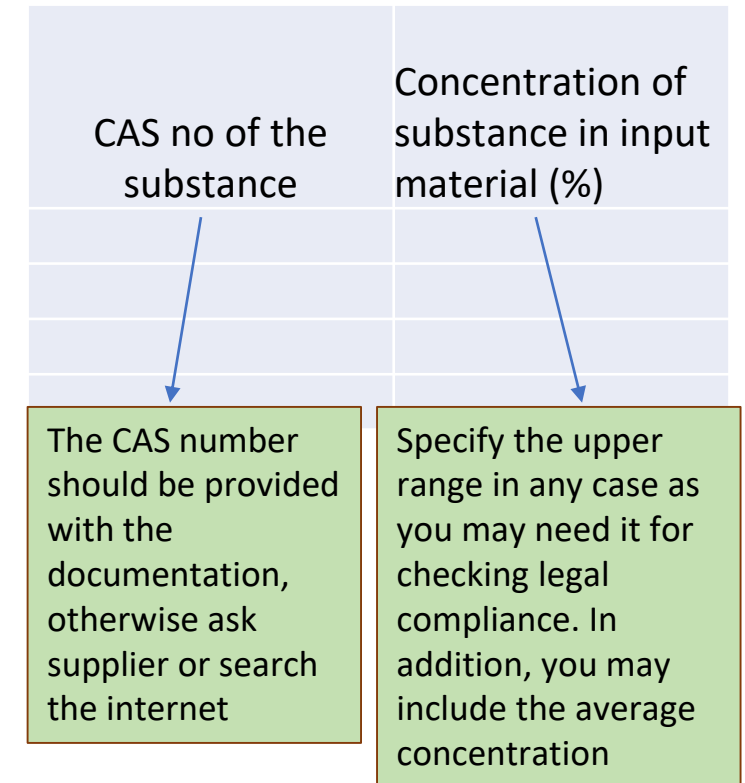 CAS no of the
substance
Concentration of
substance in input
material (%)
The CAS number
should be provided
with the
documentation,
otherwise ask
supplier or search
the internet
Specify the upper
range in any case as
you may need it for
checking legal
compliance. In
addition, you may
include the average
concentration